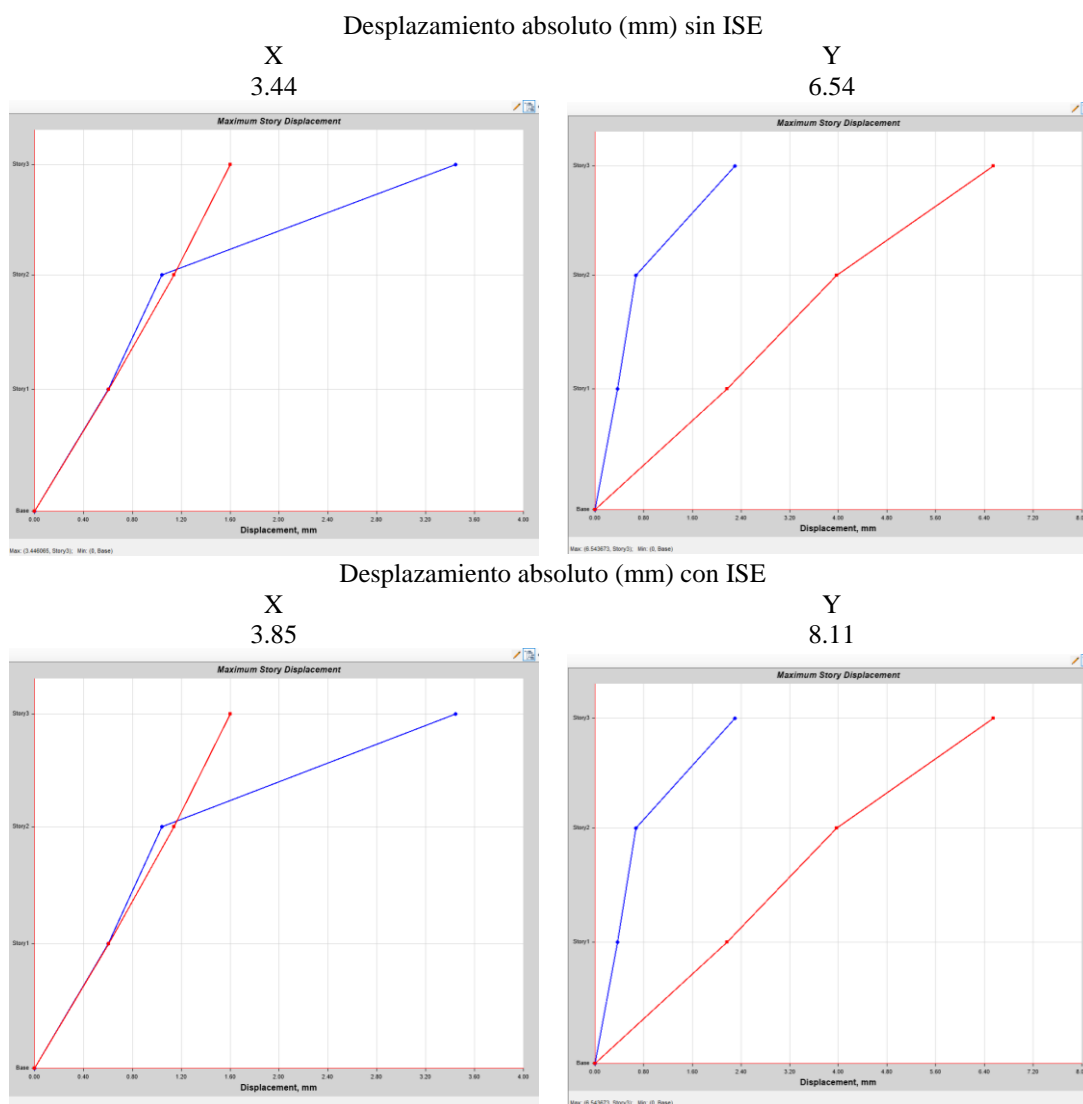 Desplazamiento absoluto (mm) sin ISE
X Y
3.44 6.54
Maximum Story Displacement
Story3
Story2
Story1
Base
0.00 0.40 0.80 1.20 1.60 2.00 2.40 2.80 3.20 3.60 4.00
Displacement, mm
Max: (3.446065, Story3); Min: (0, Base)
Maximum Story Displacement
Story3
Story2
Story1
Base
0.00 0.80 1.60 2.40 3.20 4.00 4.80 5.60 6.40 7.20
Displacement, mm
Max: (6.543673, Story3); Min: (0, Base)
Desplazamiento absoluto (mm) con ISE
X Y
3.85 8.11
Maximum Story Displacement
Story3
Story2
Story1
Base
0.00 0.40 0.80 1.20 1.60 2.00 2.40 2.80 3.20 3.60 4.00
Displacement, mm
Maximum Story Displacement
Story3
Story2
Story1
Base
0.00 0.80 1.60 2.40 3.20 4.00 4.80 5.60 6.40 7.20
Displacement, mm
Max: (6.543673, Story3); Min: (0, Base)